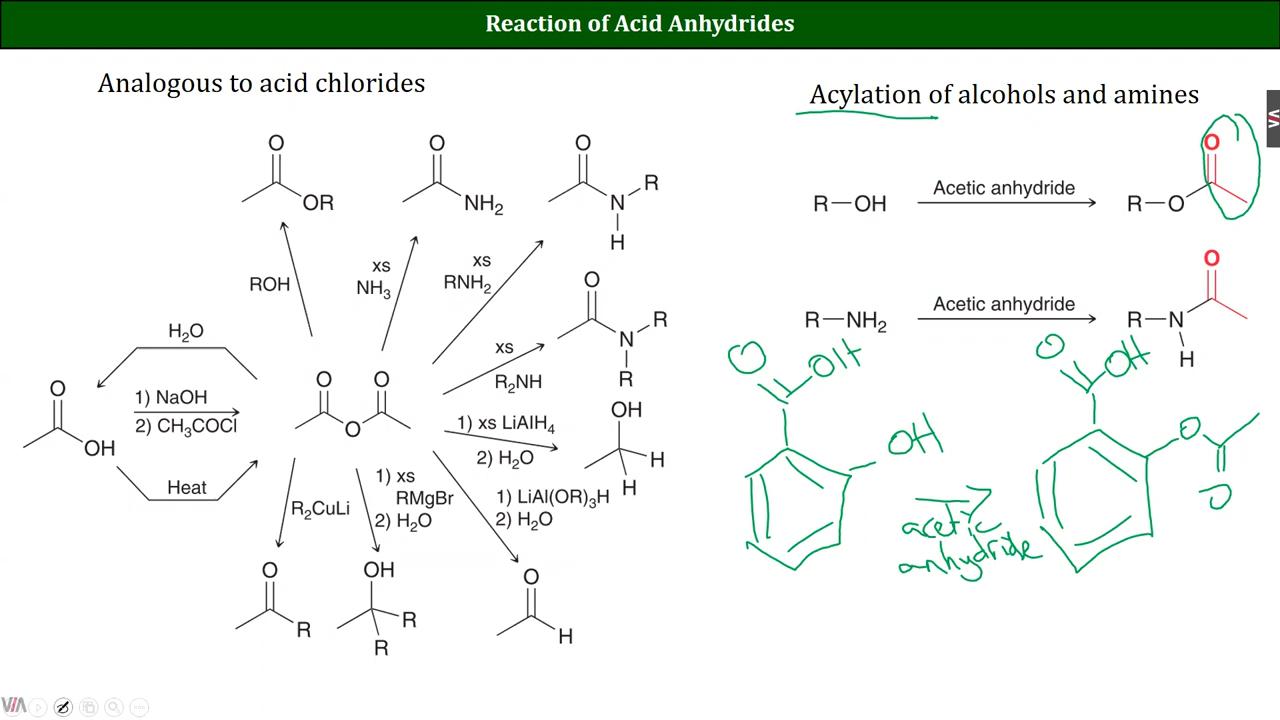 Reaction of Acid Anhydrides
Analogous to acid chlorides
Acylation of alcohols and amines
O
OR
O
NH₂
O
N
R
H
ROH
xs
NH₃
xs
RNH₂
O
N
R
R
xs
R₂NH
H₂O
O
OH
1) NaOH
2) CH₃COCl
Heat
O
O
O
1) xs LiAlH₄
2) H₂O
OH
H
H
R₂CuLi
1) xs
RMgBr
2) H₂O
1) LiAl(OR)₃H
2) H₂O
O
R
OH
R
R
O
H
R—OH
Acetic anhydride
R—O
O
R—NH₂
Acetic anhydride
R—N
H
O
O
OH
OH
acetic
anhydride
O
OH
O
O
VIA
VIA